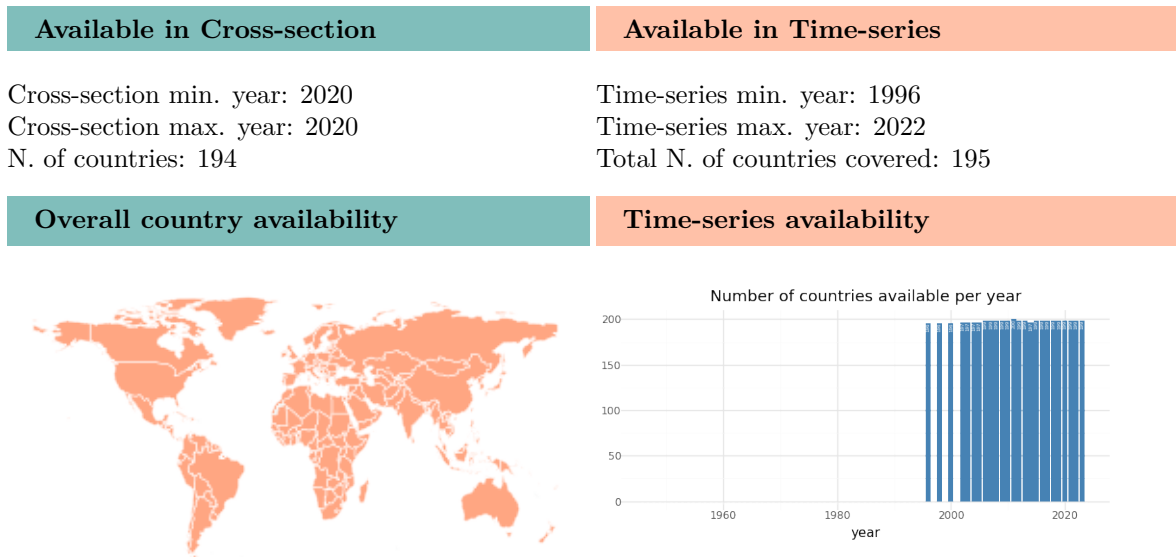 Available in Cross-section
Available in Time-series
Cross-section min. year: 2020
Cross-section max. year: 2020
N. of countries: 194
Time-series min. year: 1996
Time-series max. year: 2022
Total N. of countries covered: 195
Overall country availability
Time-series availability
Number of countries available per year
200
150
100
50
0
1960
1980
2000
2020
year